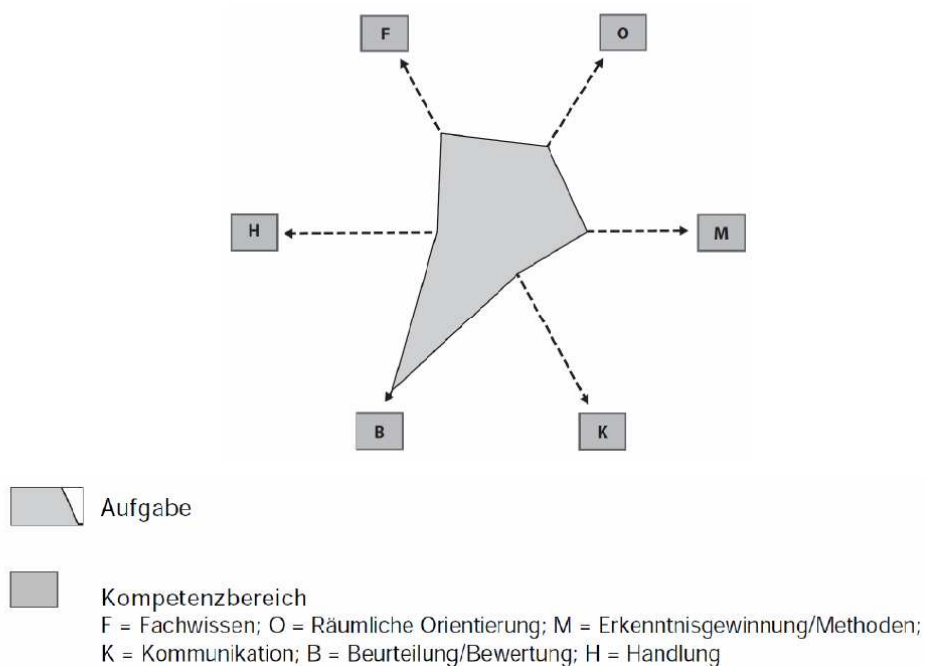 F
O
H
M
B
K
Aufgabe
Kompetenzbereich
F = Fachwissen; O = Räumliche Orientierung; M = Erkenntnisgewinnung/Methoden;
K = Kommunikation; B = Beurteilung/Bewertung; H = Handlung